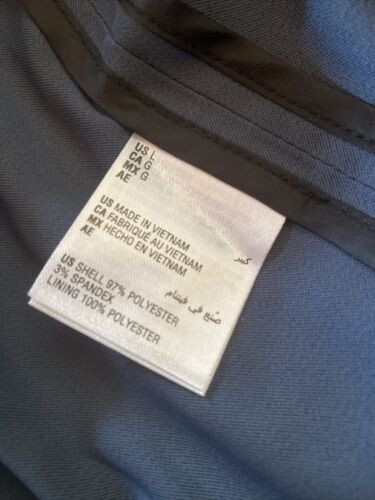 US L
CA G
MX G
AE كبير
US MADE IN VIETNAM
CA FABRIQUÉ AU VIETNAM
MX HECHO EN VIETNAM
AE صُنع في فيتنام
US SHELL 97% POLYESTER
3% SPANDEX
LINING 100% POLYESTER